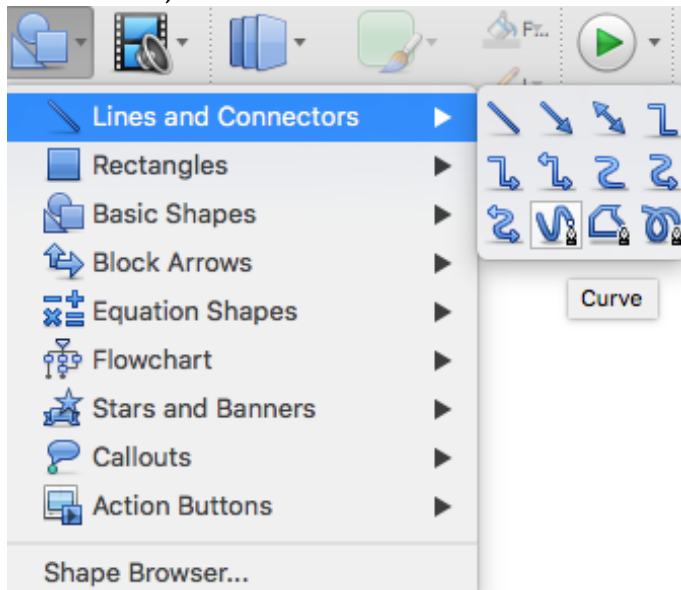 F...
Lines and Connectors
Rectangles
Basic Shapes
Curve
Block Arrows
Equation Shapes
Flowchart
Stars and Banners
Callouts
Action Buttons
Shape Browser...